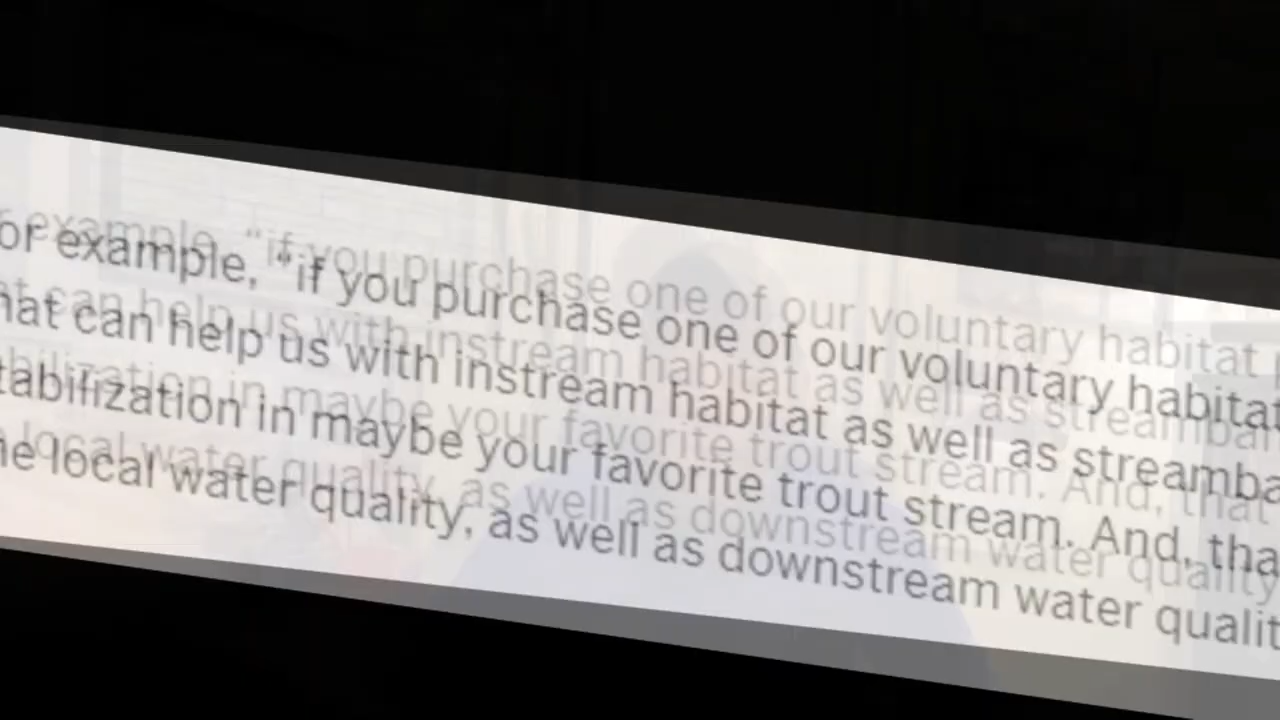 or example, “if you purchase one of our voluntary habitat
hat can help us with instream habitat as well as streamba
tabilization in maybe your favorite trout stream. And, tha
he local water quality, as well as downstream water qualit